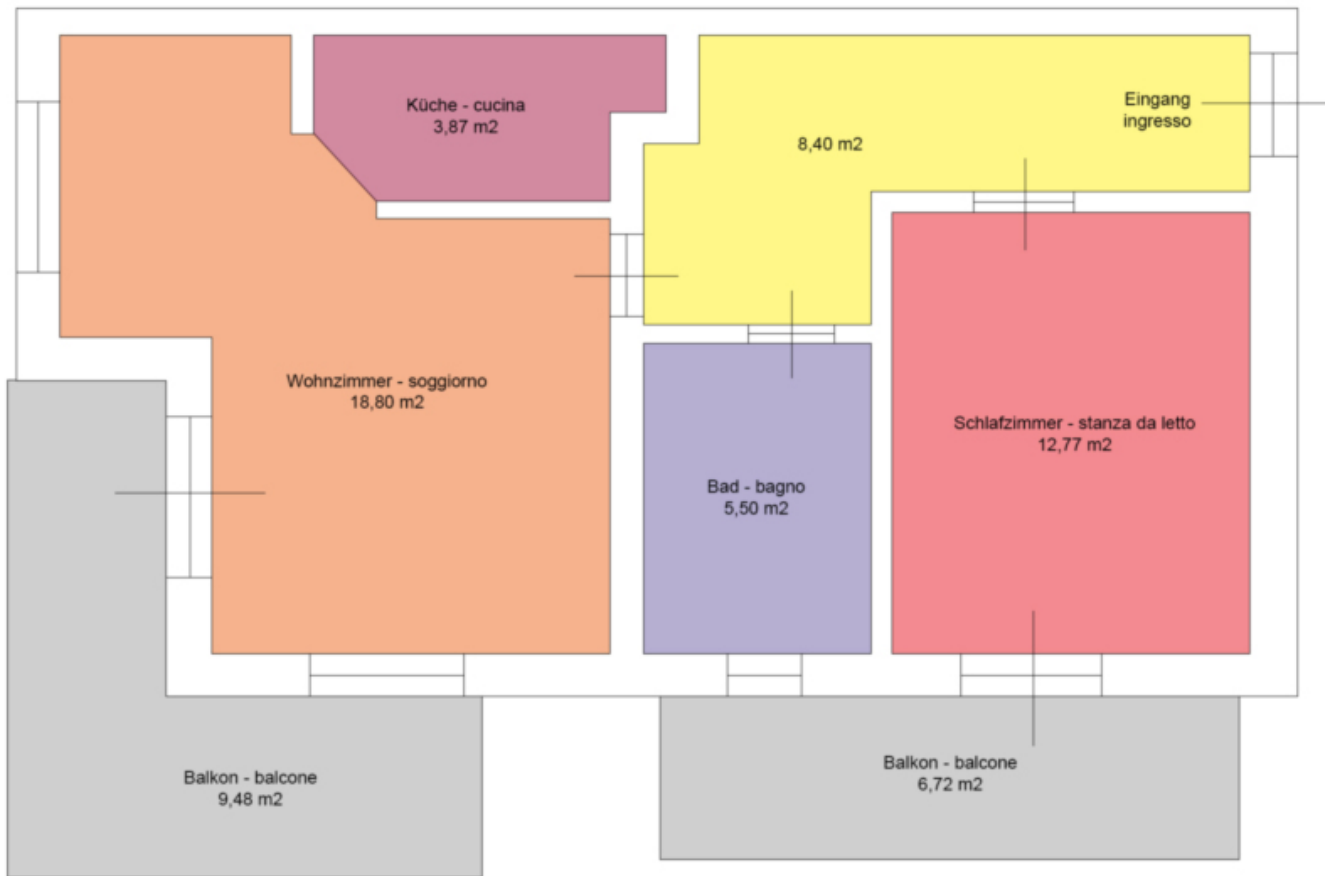 Küche - cucina
3,87 m2
Eingang
ingresso
8,40 m2
Wohnzimmer - soggiorno
18,80 m2
Schlafzimmer - stanza da letto
12,77 m2
Bad - bagno
5,50 m2
Balkon - balcone
9,48 m2
Balkon - balcone
6,72 m2